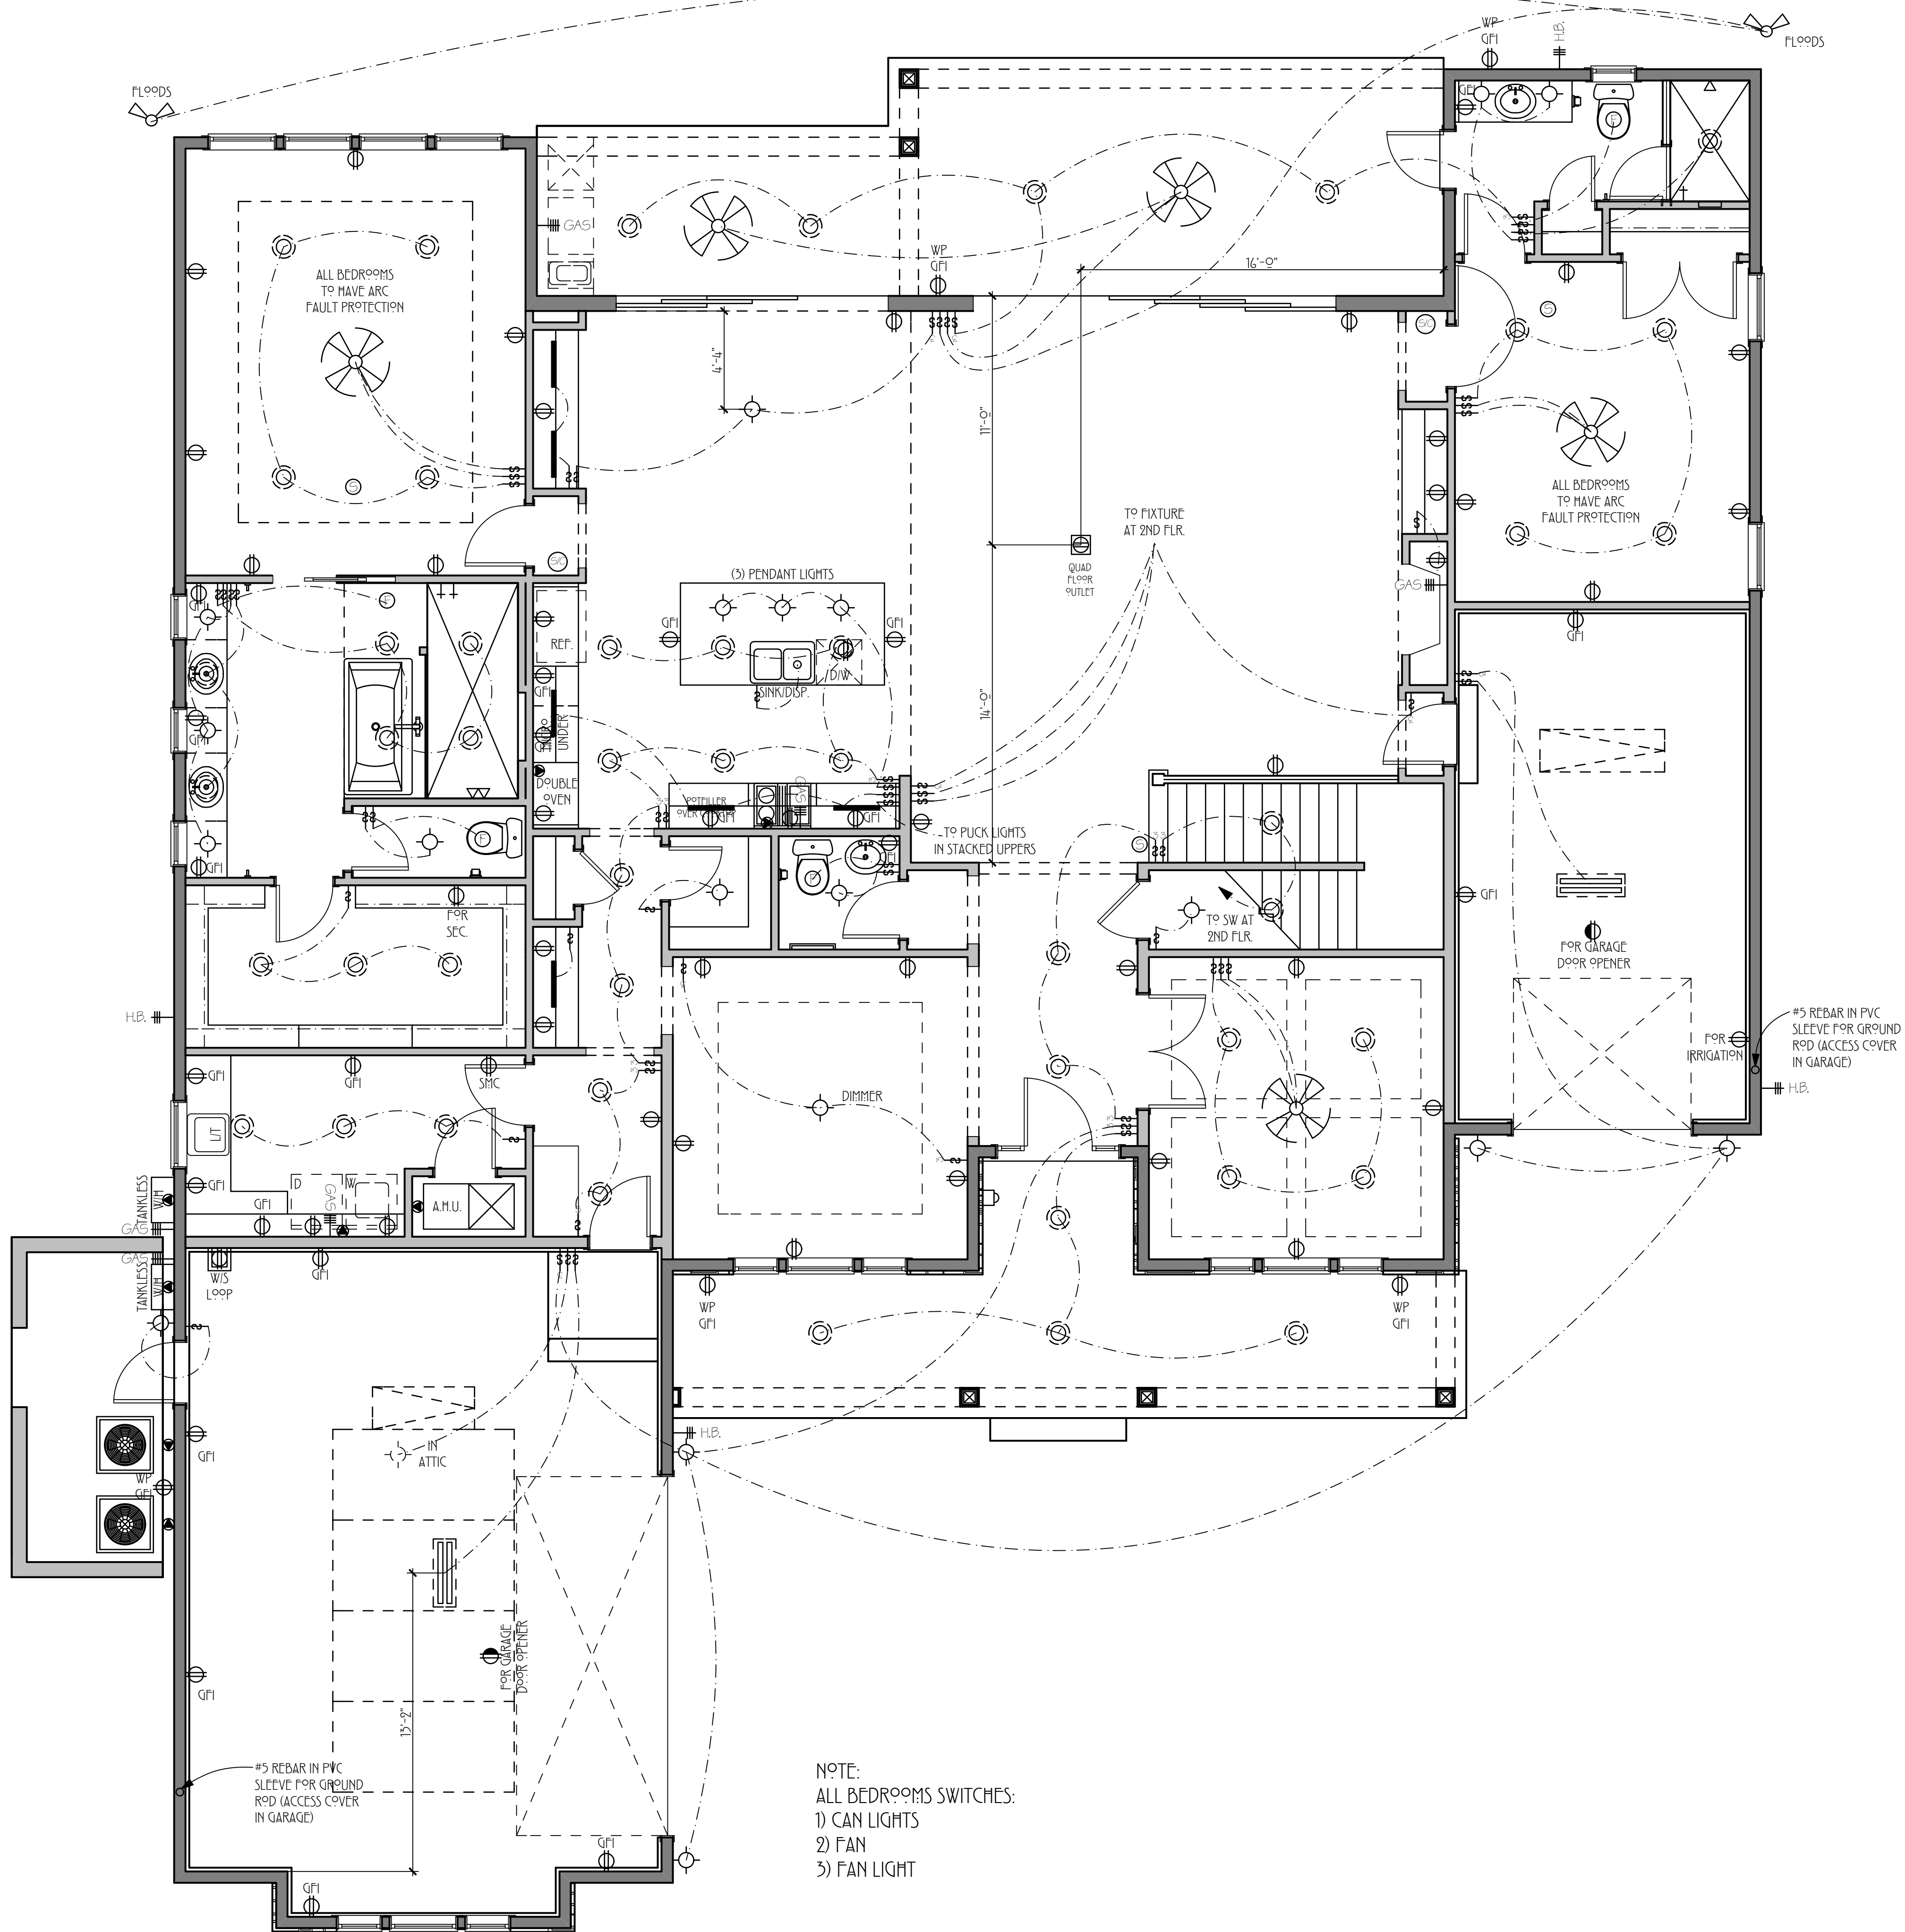 FLOODS
WP
GFI
H.B.
FLOODS
GFI
F
GAS
WP
GFI
16'-0"
ALL BEDROOMS
TO HAVE ARC
FAULT PROTECTION
S
S/C
S
4'-4"
11'-0"
ALL BEDROOMS
TO HAVE ARC
FAULT PROTECTION
S
TO FIXTURE
AT 2ND FLR.
S/C
QUAD
FLOOR
OUTLET
GAS
(3) PENDANT LIGHTS
GFI
F
REF.
GFI
GFI
D/W
SINK/DISP.
14'-0"
GFI
GFI
GFI
UNDER
GFI
DOUBLE
OVEN
POTFILLER
GAS
GFI
GFI
TO PUCK LIGHTS
IN STACKED UPPERS
S
GFI
F
F
GFI
GFI
FOR
SEC.
TO SW AT
2ND FLR.
FOR GARAGE
DOOR OPENER
H.B.
#5 REBAR IN PVC
SLEEVE FOR GROUND
ROD (ACCESS COVER
IN GARAGE)
FOR
IRRIGATION
H.B.
GFI
GFI
SMC
DIMMER
L/T
GFI
GFI
D
W
GAS
A.H.U.
TANKLESS
W/H
GAS
GAS
TANKLESS
W/H
W/S
LOOP
GFI
WP
GFI
WP
GFI
H.B.
IN
ATTIC
GFI
WP
GFI
FOR GARAGE
DOOR OPENER
GFI
13'-2"
#5 REBAR IN PVC
SLEEVE FOR GROUND
ROD (ACCESS COVER
IN GARAGE)
GFI
GFI
NOTE:
ALL BEDROOMS SWITCHES:
1) CAN LIGHTS
2) FAN
3) FAN LIGHT